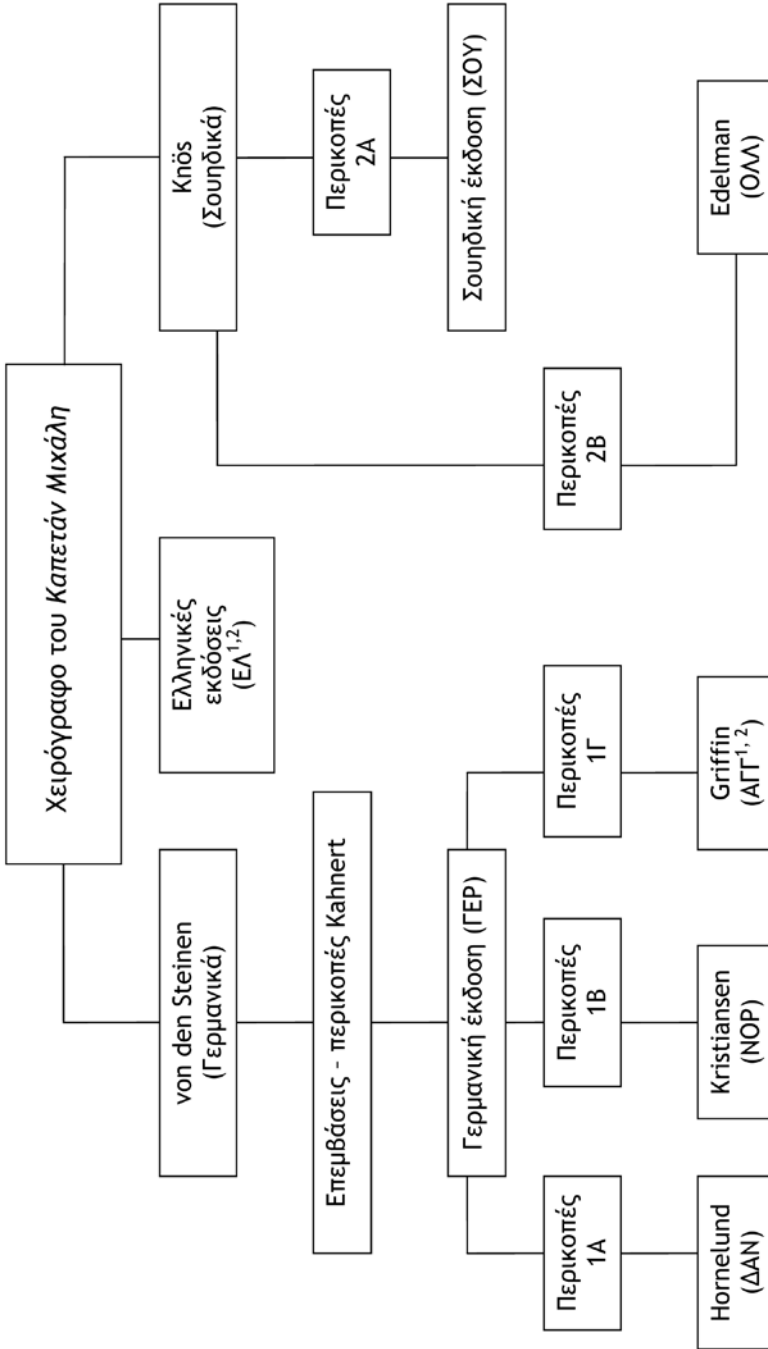 Χειρόγραφο του Καπετάν Μιχάλη
von den Steinen
(Γερμανικά)
Ελληνικές
εκδόσεις
(ΕΛ1,2)
Knös
(Σουηδικά)
Επεμβάσεις - περικοπές Kahnert
Περικοπές
2Α
Γερμανική έκδοση (ΓΕΡ)
Σουηδική έκδοση (ΣΟΥ)
Περικοπές
1Α
Περικοπές
1Β
Περικοπές
1Γ
Περικοπές
2Β
Hornelund
(ΔΑΝ)
Kristiansen
(ΝΟΡ)
Griffin
(ΑΓΓ1, 2)
Edelman
(ΟΛΛ)